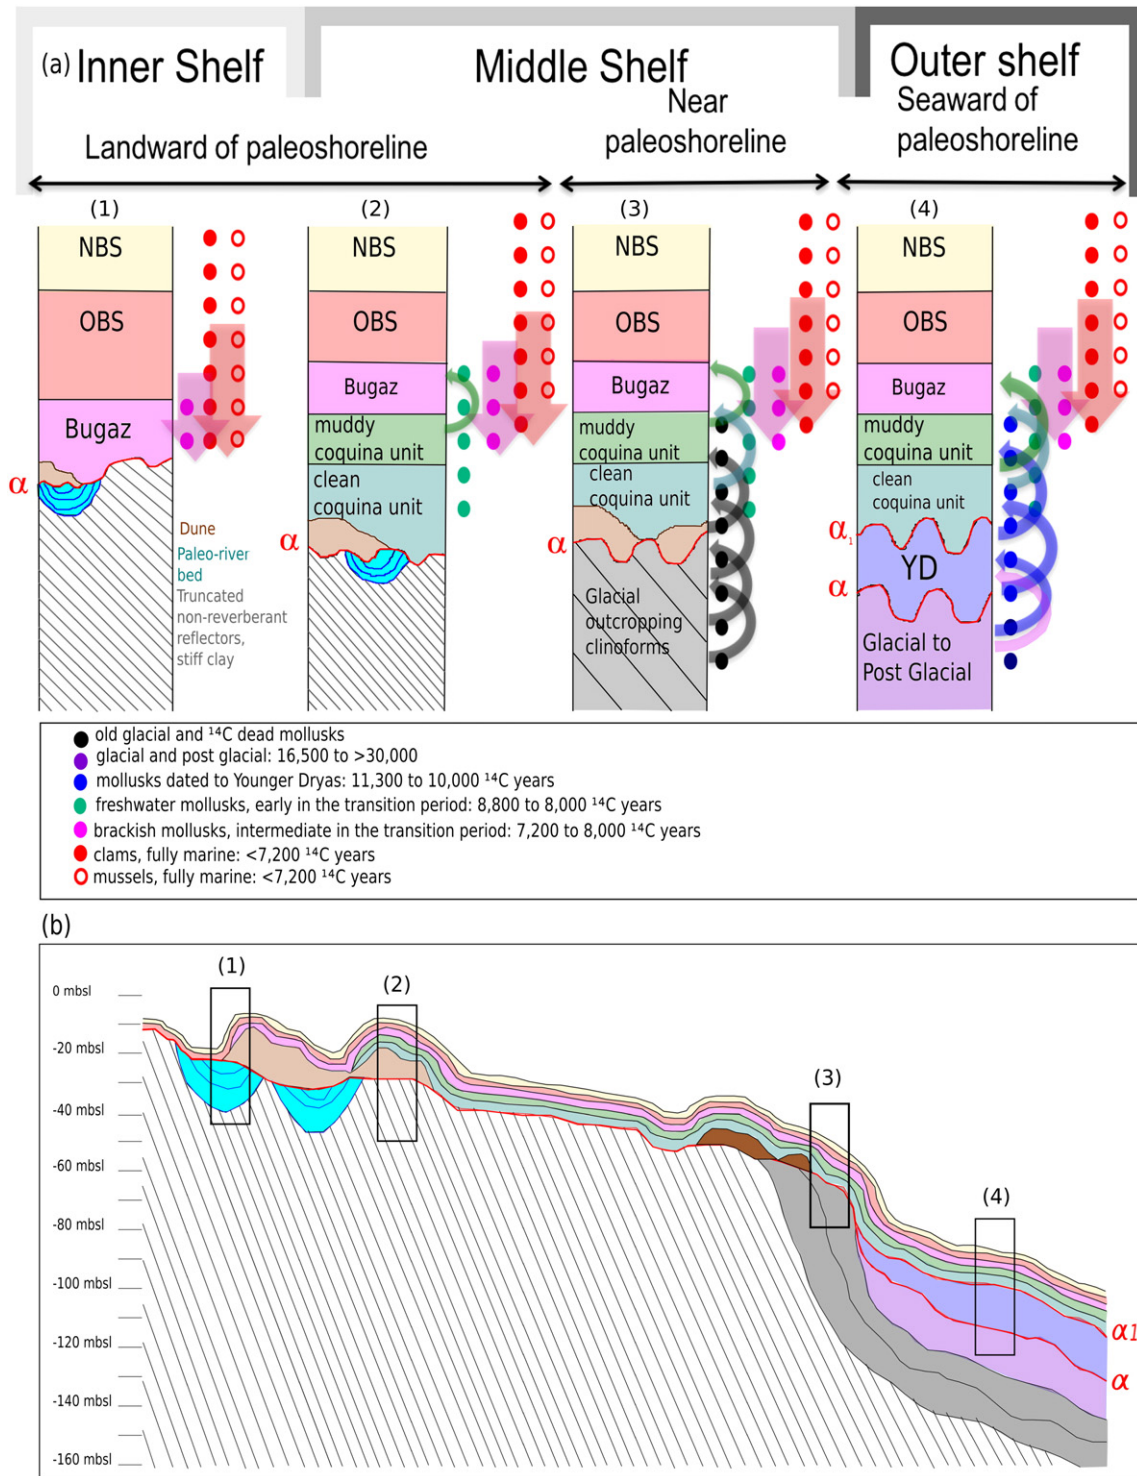 (a) Inner Shelf
Middle Shelf
Outer shelf
Landward of paleoshoreline
Near
paleoshoreline
Seaward of
paleoshoreline
(1)
(2)
(3)
(4)
NBS
OBS
Bugaz
α
Dune
Paleo-river
bed
Truncated
non-reverberant
reflectors,
stiff clay
NBS
OBS
Bugaz
muddy
coquina unit
clean
coquina unit
α
NBS
OBS
Bugaz
muddy
coquina unit
clean
coquina unit
α
Glacial
outcropping
clinoforms
NBS
OBS
Bugaz
muddy
coquina unit
clean
coquina unit
α₁
YD
α
Glacial to
Post Glacial
old glacial and ¹⁴C dead mollusks
glacial and post glacial: 16,500 to >30,000
mollusks dated to Younger Dryas: 11,300 to 10,000 ¹⁴C years
freshwater mollusks, early in the transition period: 8,800 to 8,000 ¹⁴C years
brackish mollusks, intermediate in the transition period: 7,200 to 8,000 ¹⁴C years
clams, fully marine: <7,200 ¹⁴C years
mussels, fully marine: <7,200 ¹⁴C years
(b)
(1)
(2)
(3)
(4)
0 mbsl
-20 mbsl
-40 mbsl
-60 mbsl
-80 mbsl
-100 mbsl
-120 mbsl
-140 mbsl
-160 mbsl
α1
α